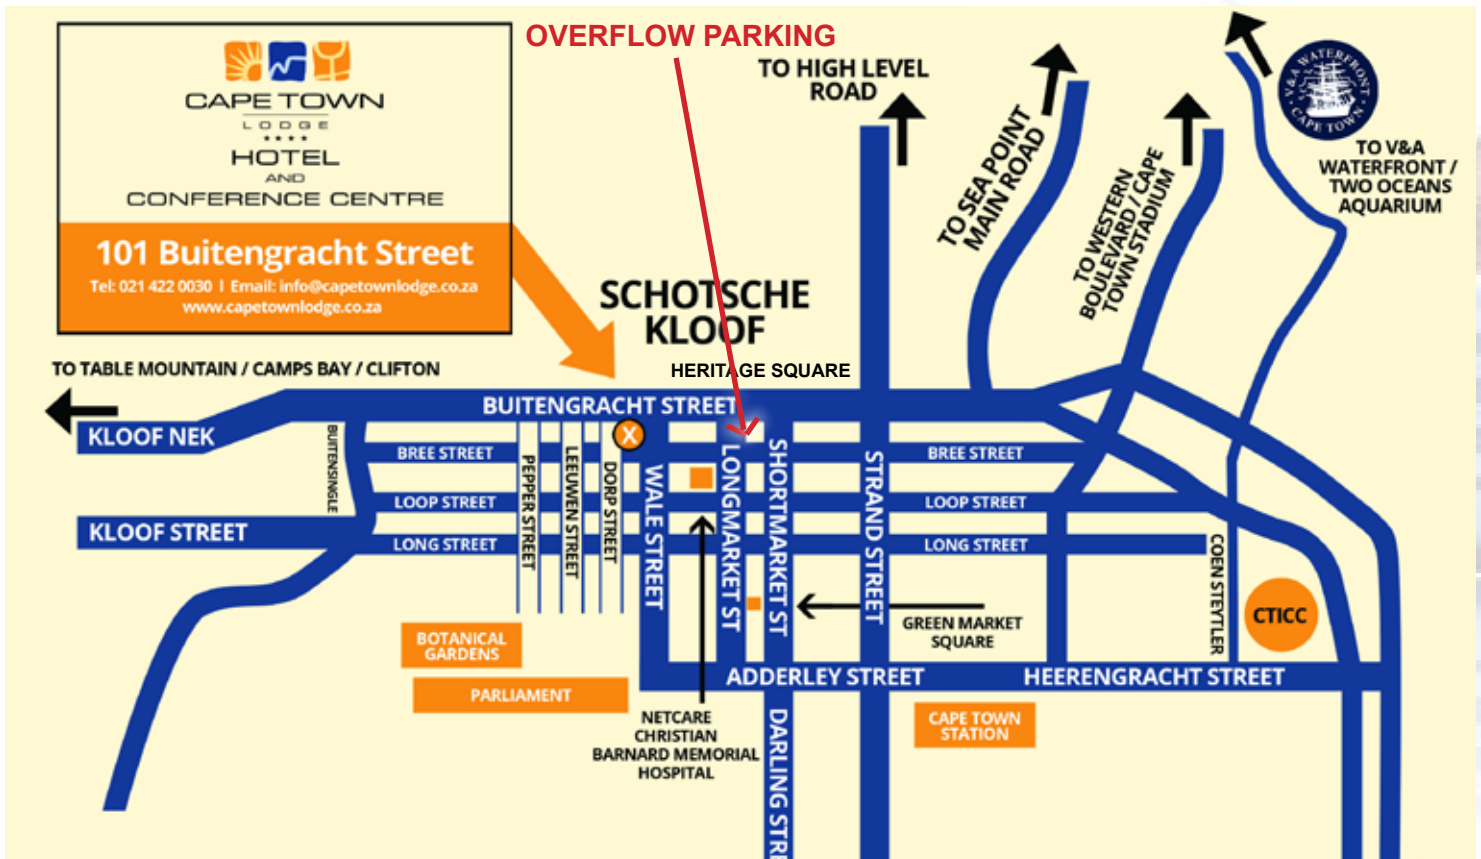 CAPE TOWN
LODGE
★★★★
HOTEL
AND
CONFERENCE CENTRE
101 Buitengracht Street
Tel: 021 422 0030 | Email: info@capetownlodge.co.za
www.capetownlodge.co.za
OVERFLOW PARKING
TO HIGH LEVEL
ROAD
TO SEA POINT
MAIN ROAD
TO WESTERN
BOULEVARD / CAPE
TOWN STADIUM
V&A WATERFRONT
CAPE TOWN
TO V&A
WATERFRONT /
TWO OCEANS
AQUARIUM
SCHOTSCHE
KLOOF
HERITAGE SQUARE
TO TABLE MOUNTAIN / CAMPS BAY / CLIFTON
BUITENGRACHT STREET
KLOOF NEK
X
BUITENSINGLE
BREE STREET
BREE STREET
LOOP STREET
LOOP STREET
KLOOF STREET
LONG STREET
LONG STREET
PEPPER STREET
LEEUWEN STREET
DORP STREET
WALE STREET
LONGMARKET ST
SHORTMARKET ST
STRAND STREET
COEN STEYTLER
CTICC
GREEN MARKET
SQUARE
BOTANICAL
GARDENS
PARLIAMENT
ADDERLEY STREET
HEERENGRACHT STREET
NETCARE
CHRISTIAN
BARNARD MEMORIAL
HOSPITAL
DARLING STRE
CAPE TOWN
STATION